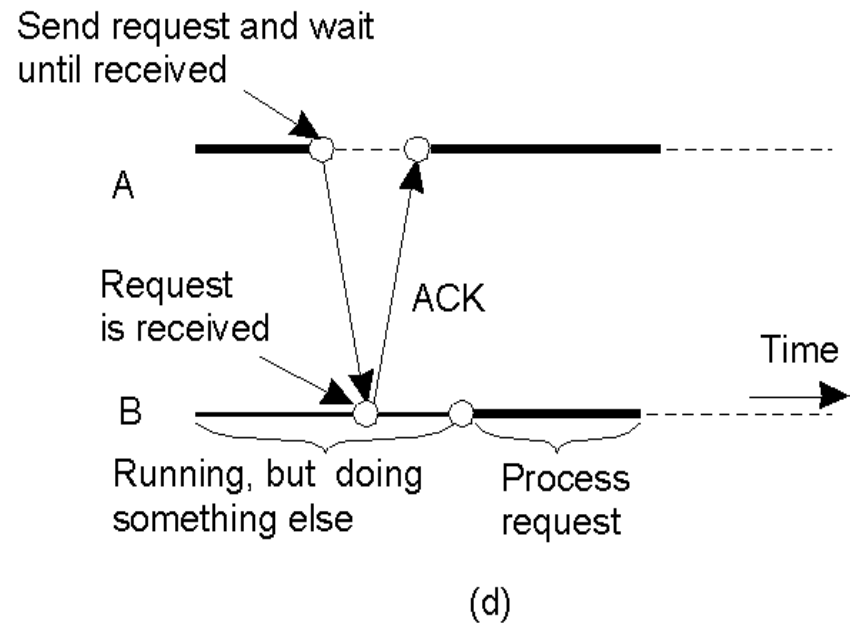 Send request and wait
until received
A
Request
is received
ACK
Time
B
Running, but doing
something else
Process
request
(d)